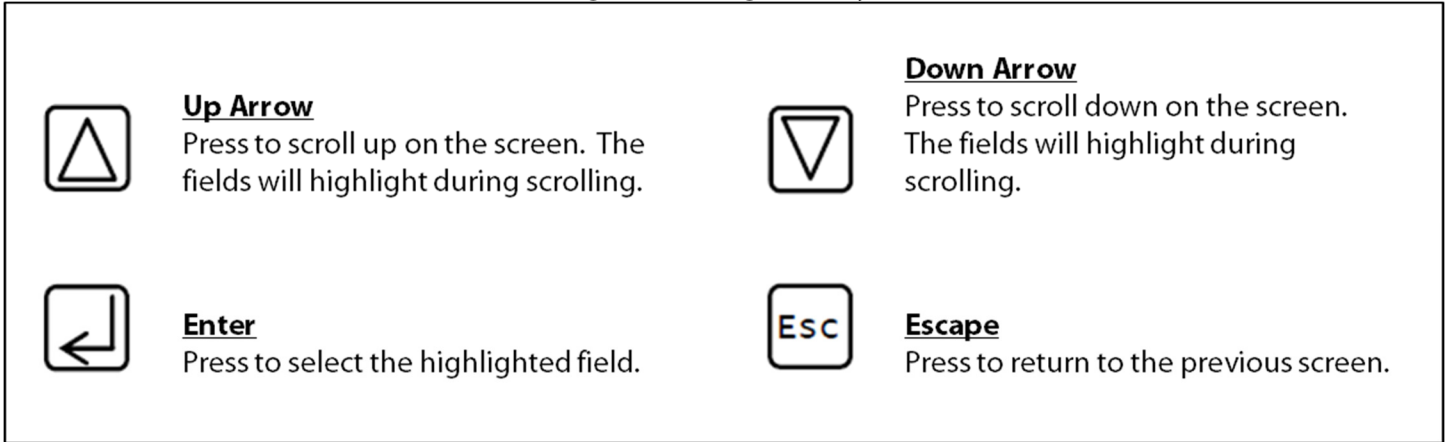 Up Arrow
Press to scroll up on the screen. The
fields will highlight during scrolling.
Down Arrow
Press to scroll down on the screen.
The fields will highlight during
scrolling.
Enter
Press to select the highlighted field.
Esc
Escape
Press to return to the previous screen.